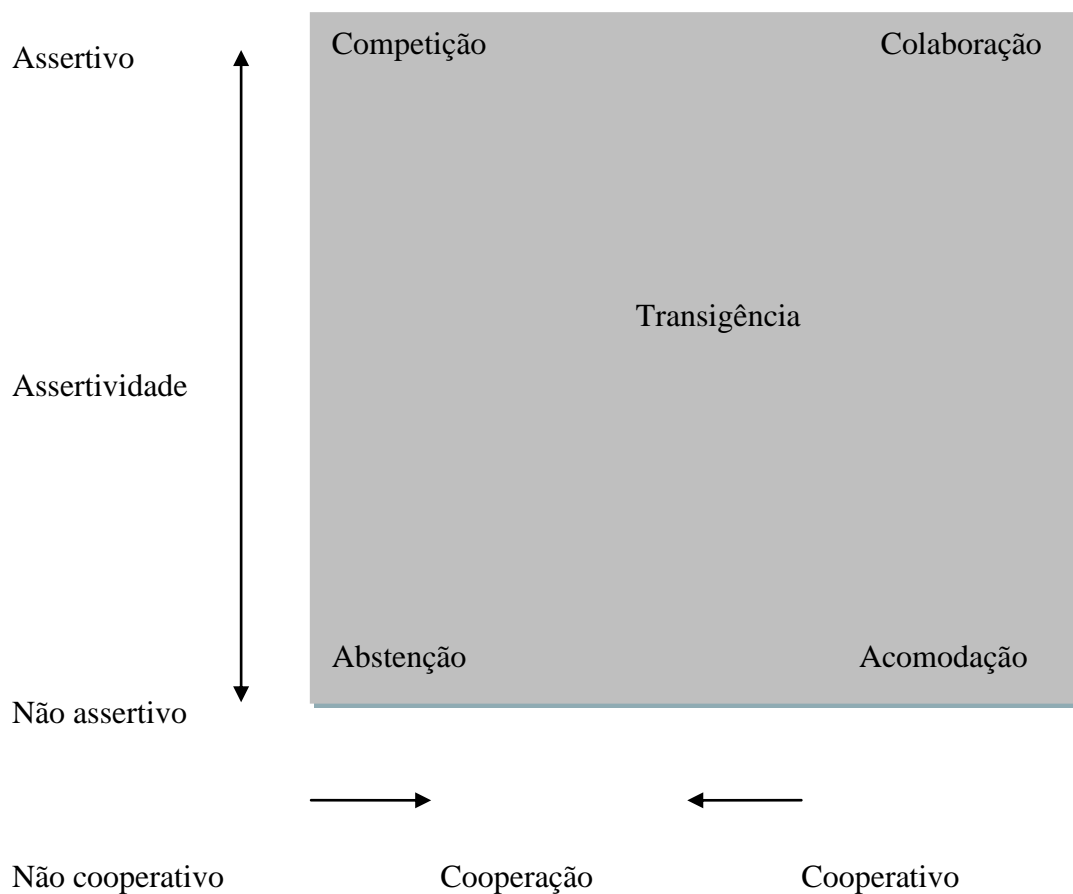 Assertivo
Competição
Colaboração
Transigência
Assertividade
Abstenção
Acomodação
Não assertivo
Não cooperativo
Cooperação
Cooperativo